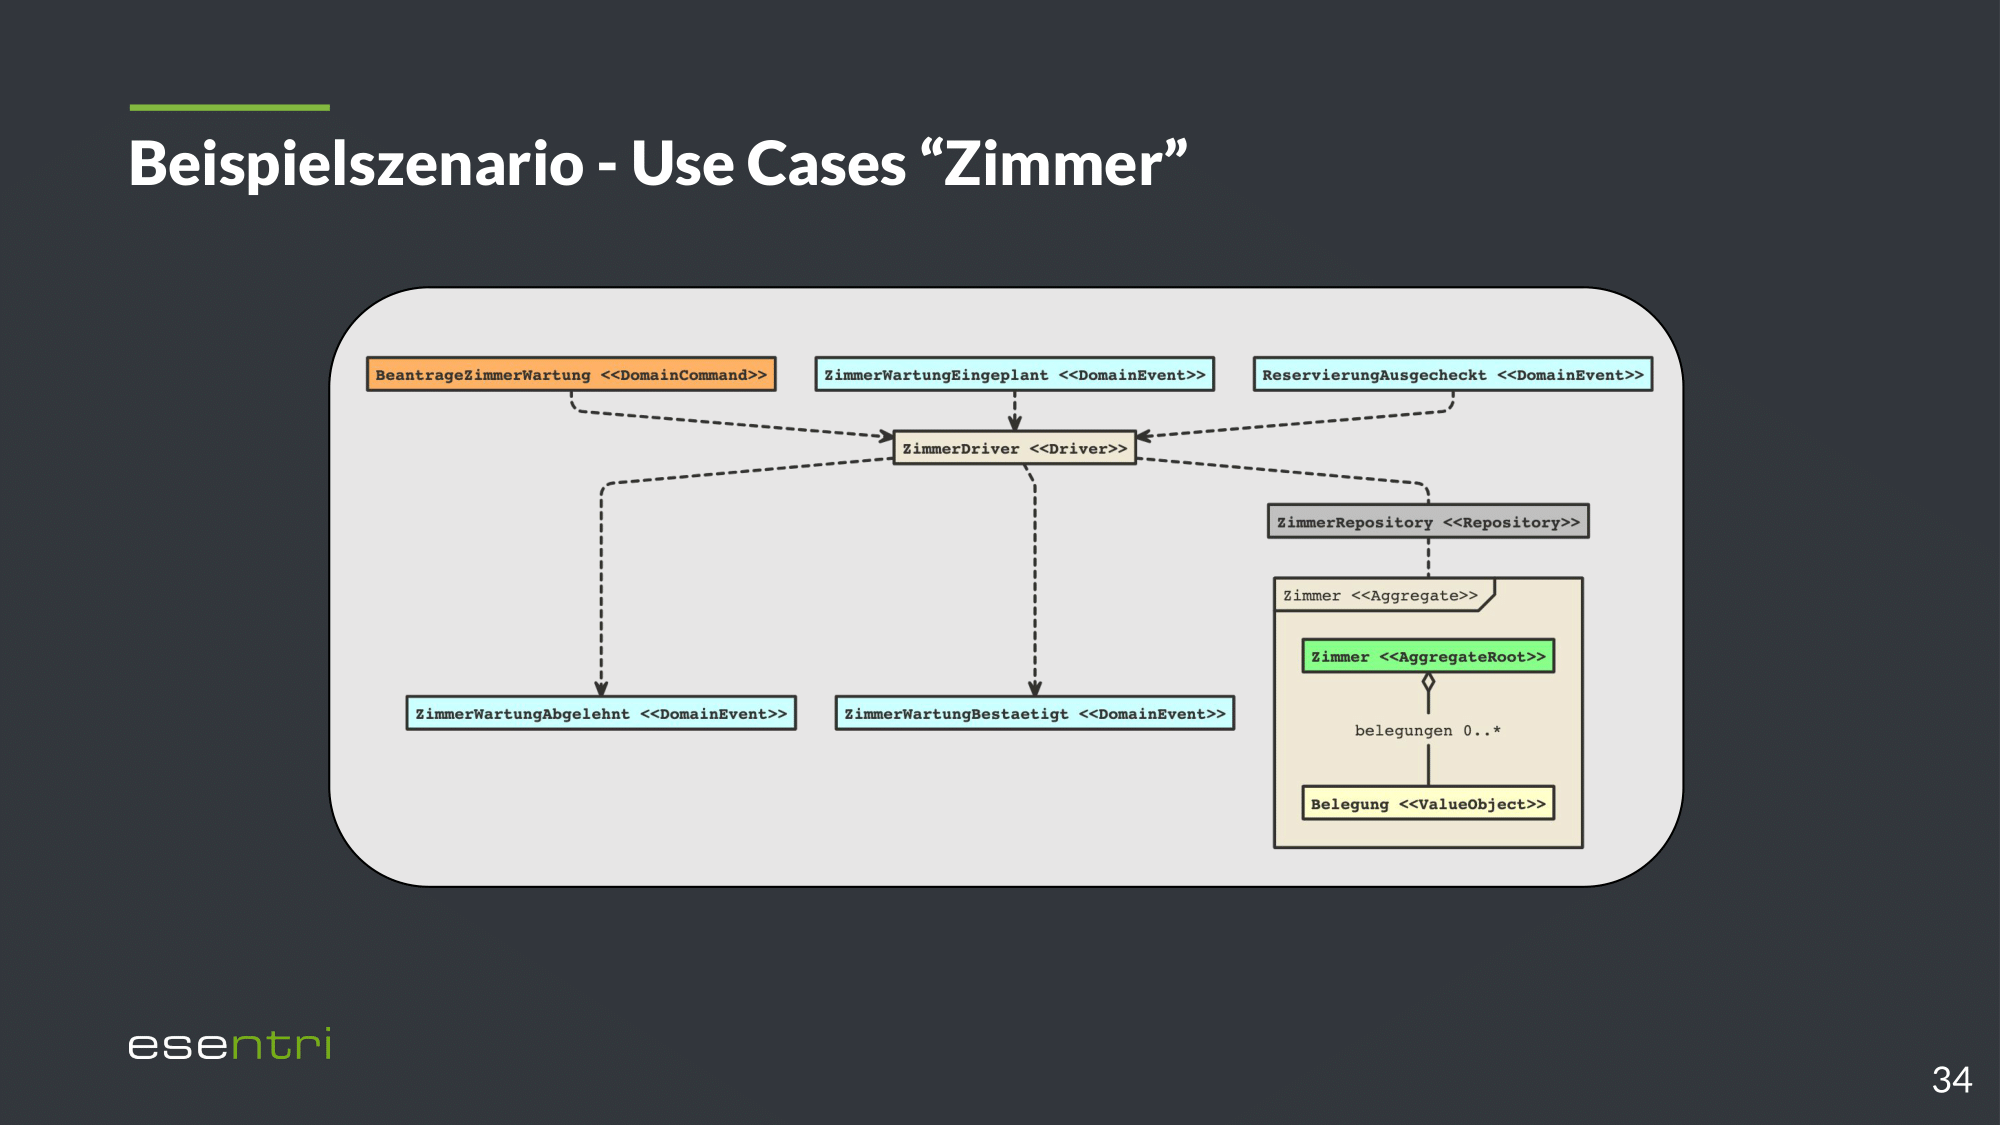 Beispielszenario - Use Cases “Zimmer”
BeantrageZimmerWartung <<DomainCommand>>
ZimmerWartungEingeplant <<DomainEvent>>
ReservierungAusgecheckt <<DomainEvent>>
ZimmerDriver <<Driver>>
ZimmerRepository <<Repository>>
Zimmer <<Aggregate>>
Zimmer <<AggregateRoot>>
ZimmerWartungAbgelehnt <<DomainEvent>>
ZimmerWartungBestaetigt <<DomainEvent>>
belegungen 0..*
Belegung <<ValueObject>>
esentri
34